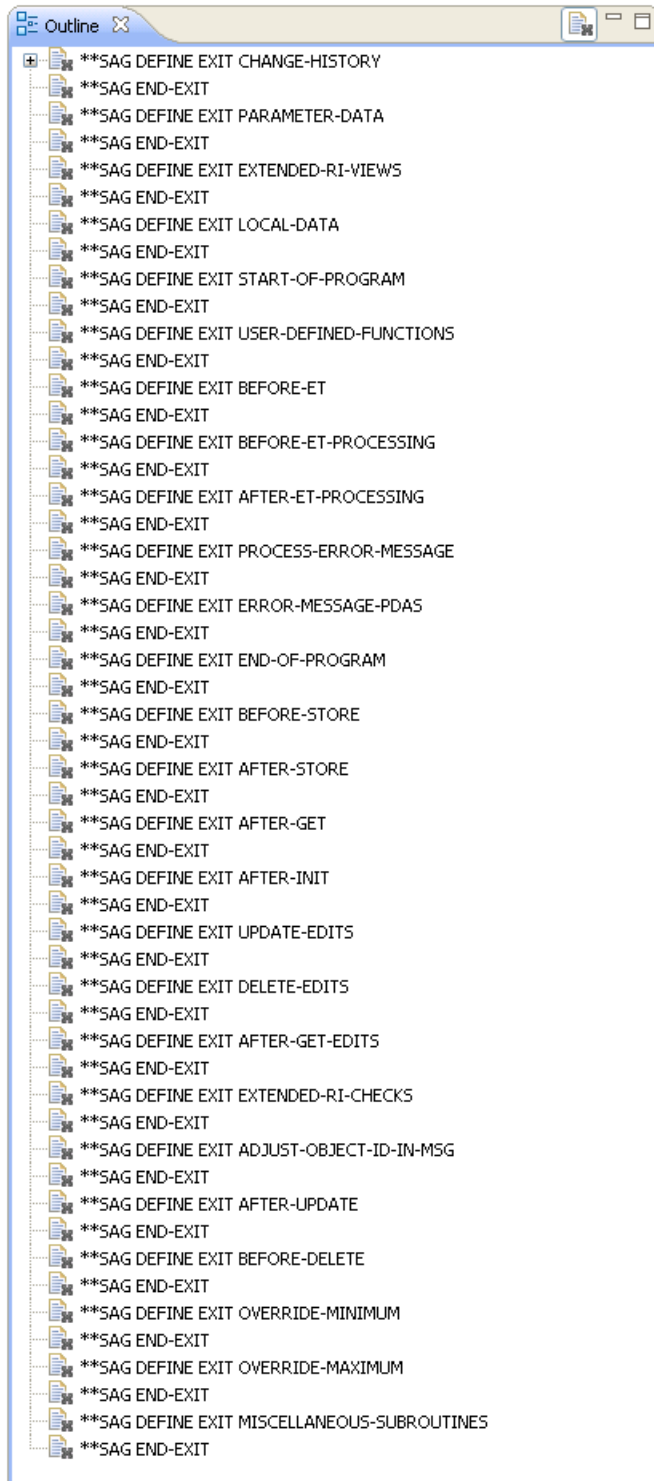 Outline
**SAG DEFINE EXIT CHANGE-HISTORY
**SAG END-EXIT
**SAG DEFINE EXIT PARAMETER-DATA
**SAG END-EXIT
**SAG DEFINE EXIT EXTENDED-RI-VIEWS
**SAG END-EXIT
**SAG DEFINE EXIT LOCAL-DATA
**SAG END-EXIT
**SAG DEFINE EXIT START-OF-PROGRAM
**SAG END-EXIT
**SAG DEFINE EXIT USER-DEFINED-FUNCTIONS
**SAG END-EXIT
**SAG DEFINE EXIT BEFORE-ET
**SAG END-EXIT
**SAG DEFINE EXIT BEFORE-ET-PROCESSING
**SAG END-EXIT
**SAG DEFINE EXIT AFTER-ET-PROCESSING
**SAG END-EXIT
**SAG DEFINE EXIT PROCESS-ERROR-MESSAGE
**SAG END-EXIT
**SAG DEFINE EXIT ERROR-MESSAGE-PDAS
**SAG END-EXIT
**SAG DEFINE EXIT END-OF-PROGRAM
**SAG END-EXIT
**SAG DEFINE EXIT BEFORE-STORE
**SAG END-EXIT
**SAG DEFINE EXIT AFTER-STORE
**SAG END-EXIT
**SAG DEFINE EXIT AFTER-GET
**SAG END-EXIT
**SAG DEFINE EXIT AFTER-INIT
**SAG END-EXIT
**SAG DEFINE EXIT UPDATE-EDITS
**SAG END-EXIT
**SAG DEFINE EXIT DELETE-EDITS
**SAG END-EXIT
**SAG DEFINE EXIT AFTER-GET-EDITS
**SAG END-EXIT
**SAG DEFINE EXIT EXTENDED-RI-CHECKS
**SAG END-EXIT
**SAG DEFINE EXIT ADJUST-OBJECT-ID-IN-MSG
**SAG END-EXIT
**SAG DEFINE EXIT AFTER-UPDATE
**SAG END-EXIT
**SAG DEFINE EXIT BEFORE-DELETE
**SAG END-EXIT
**SAG DEFINE EXIT OVERRIDE-MINIMUM
**SAG END-EXIT
**SAG DEFINE EXIT OVERRIDE-MAXIMUM
**SAG END-EXIT
**SAG DEFINE EXIT MISCELLANEOUS-SUBROUTINES
**SAG END-EXIT